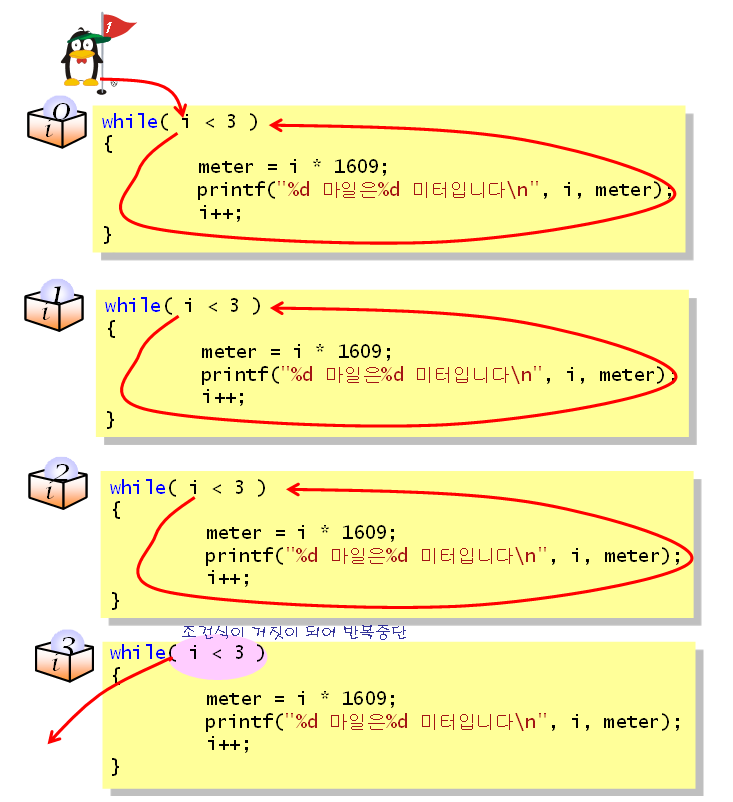 1
0
i
while( i < 3 )
{
meter = i * 1609;
printf("%d 마일은%d 미터입니다\n", i, meter);
i++;
}
1
i
while( i < 3 )
{
meter = i * 1609;
printf("%d 마일은%d 미터입니다\n", i, meter);
i++;
}
2
i
while( i < 3 )
{
meter = i * 1609;
printf("%d 마일은%d 미터입니다\n", i, meter);
i++;
}
조건식이 거짓이 되어 반복중단
3
i
while( i < 3 )
{
meter = i * 1609;
printf("%d 마일은%d 미터입니다\n", i, meter);
i++;
}